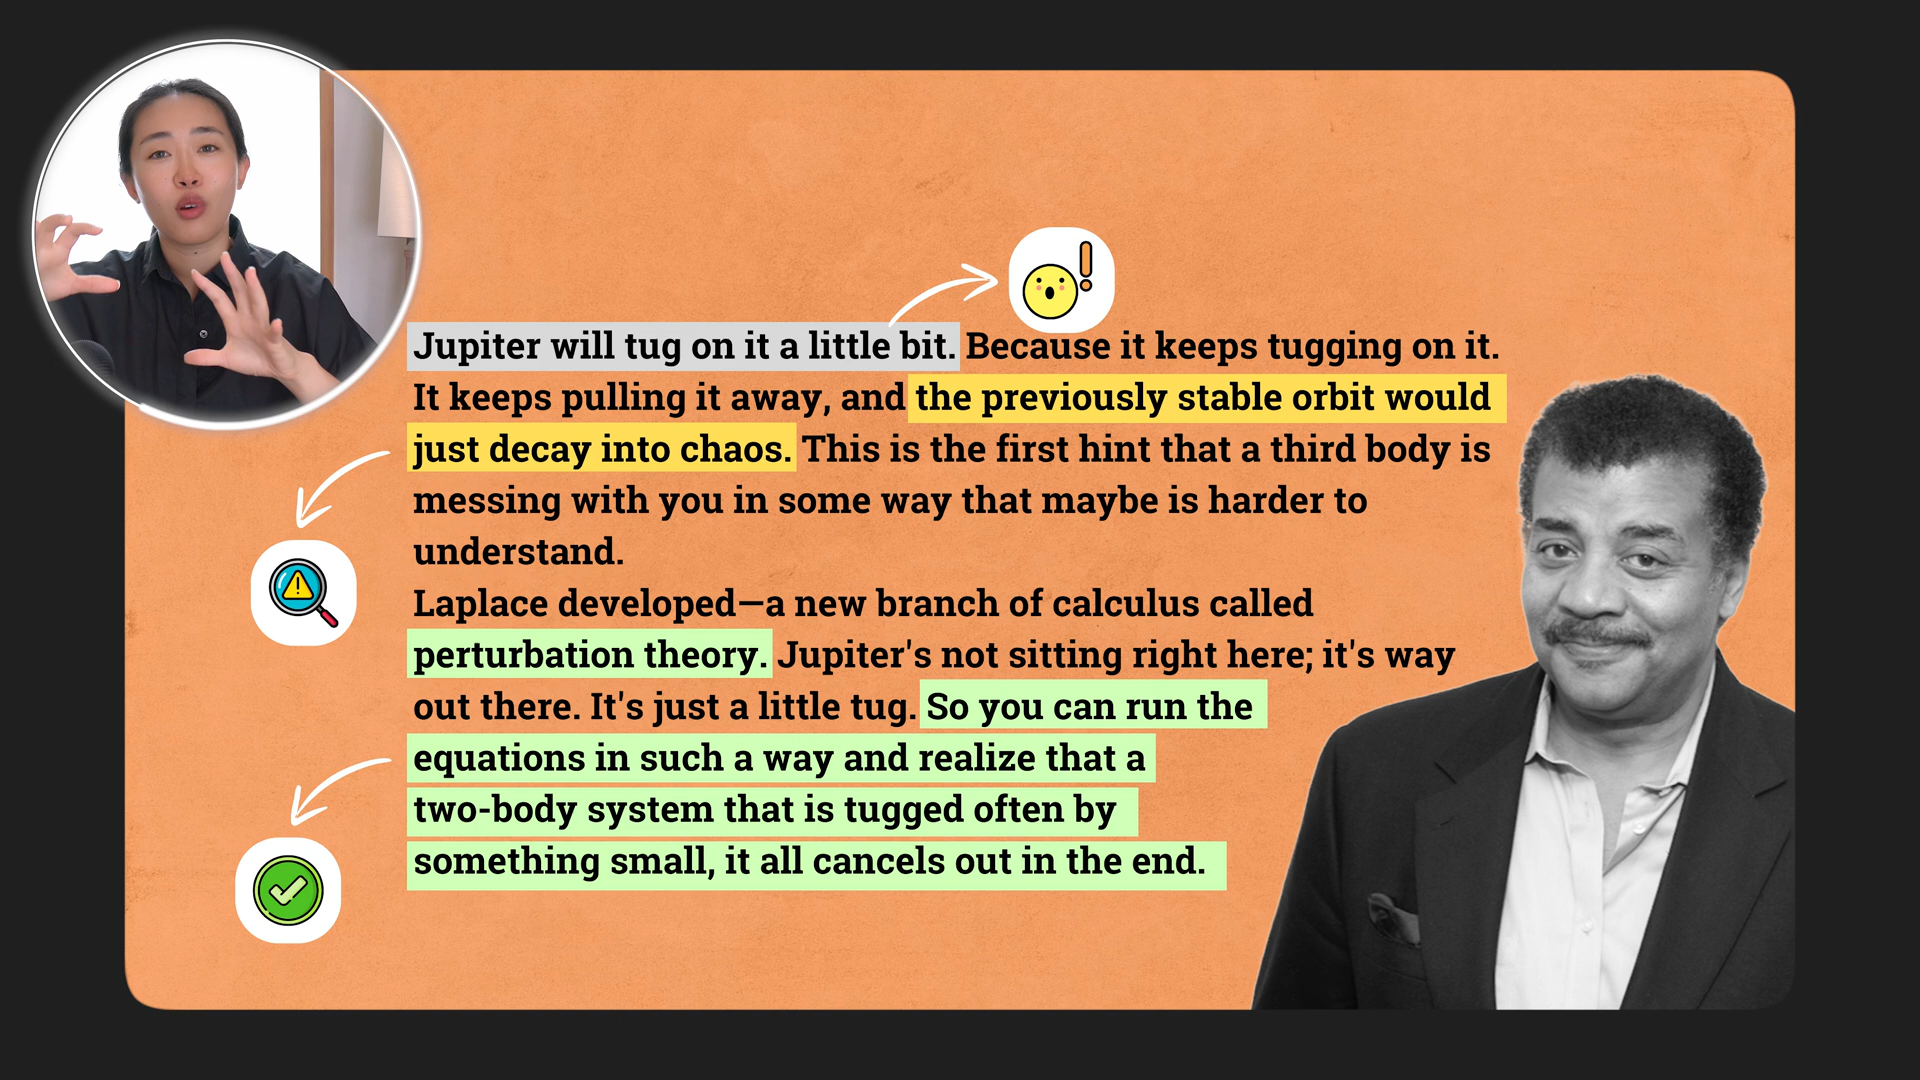 Jupiter will tug on it a little bit. Because it keeps tugging on it.
It keeps pulling it away, and the previously stable orbit would
just decay into chaos. This is the first hint that a third body is
messing with you in some way that maybe is harder to
understand.
Laplace developed—a new branch of calculus called
perturbation theory. Jupiter's not sitting right here; it's way
out there. It's just a little tug. So you can run the
equations in such a way and realize that a
two-body system that is tugged often by
something small, it all cancels out in the end.